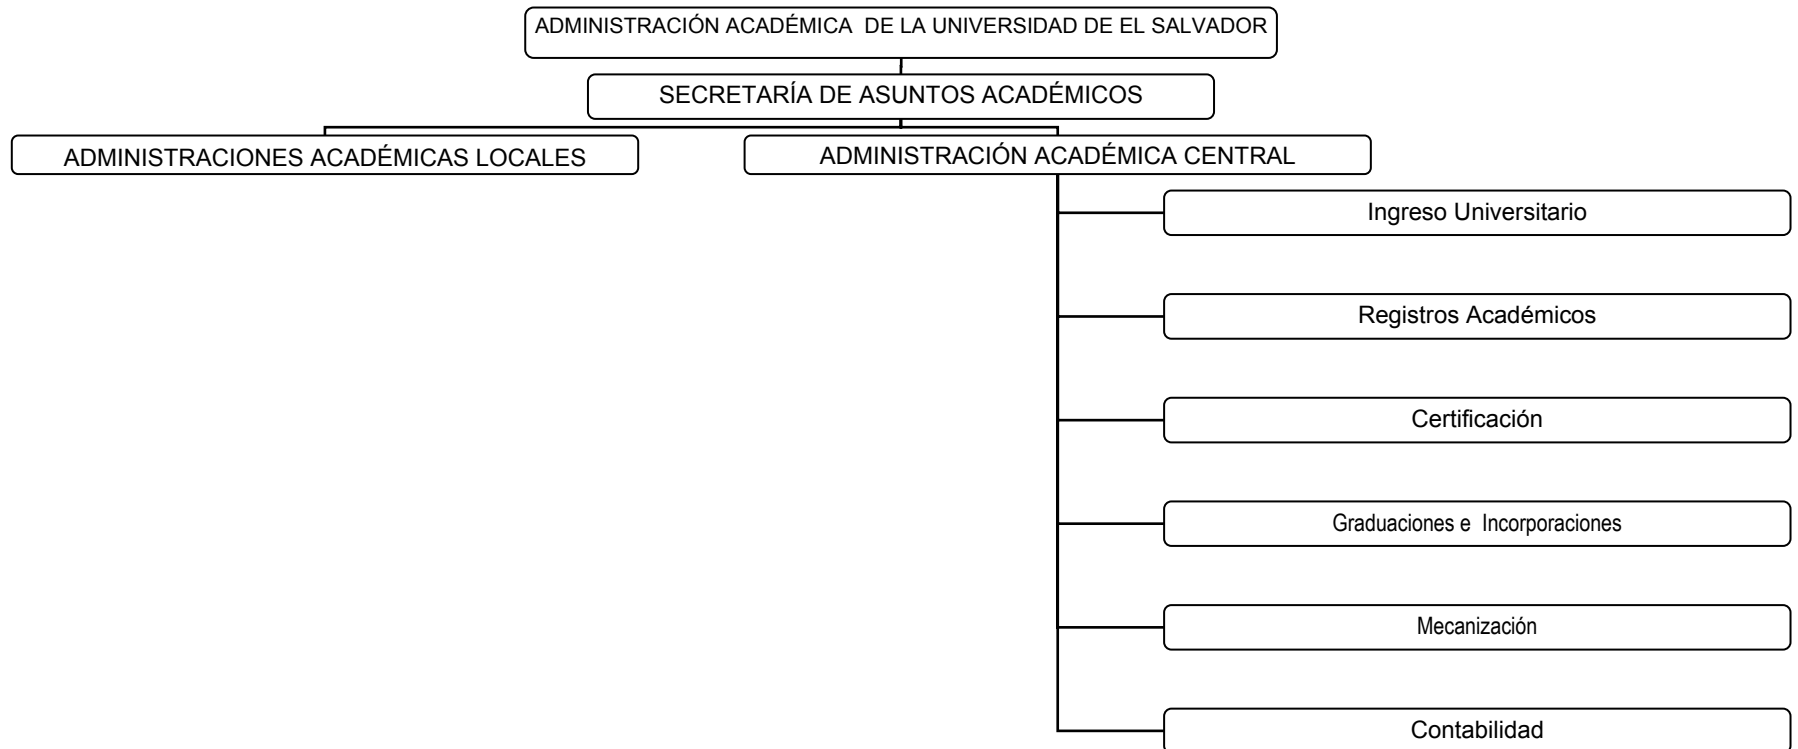 ADMINISTRACIÓN ACADÉMICA  DE LA UNIVERSIDAD DE EL SALVADOR
SECRETARÍA DE ASUNTOS ACADÉMICOS
ADMINISTRACIONES ACADÉMICAS LOCALES
ADMINISTRACIÓN ACADÉMICA CENTRAL
Ingreso Universitario
Registros Académicos
Certificación
Graduaciones e  Incorporaciones
Mecanización
Contabilidad